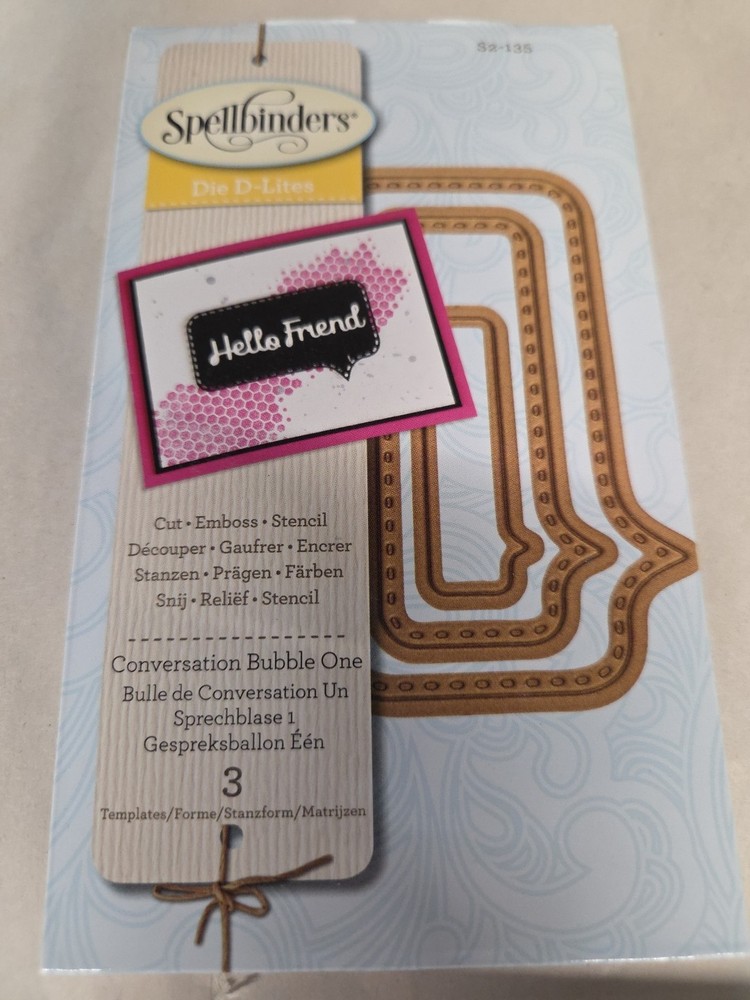 S2-135
Spellbinders®
Die D-Lites
Hello Friend
Cut • Emboss • Stencil
Découper • Gaufrer • Encrer
Stanzen • Prägen • Färben
Snij • Reliëf • Stencil
Conversation Bubble One
Bulle de Conversation Un
Sprechblase 1
Gespreksballon Één
3
Templates/Forme/Stanzform/Matrijzen